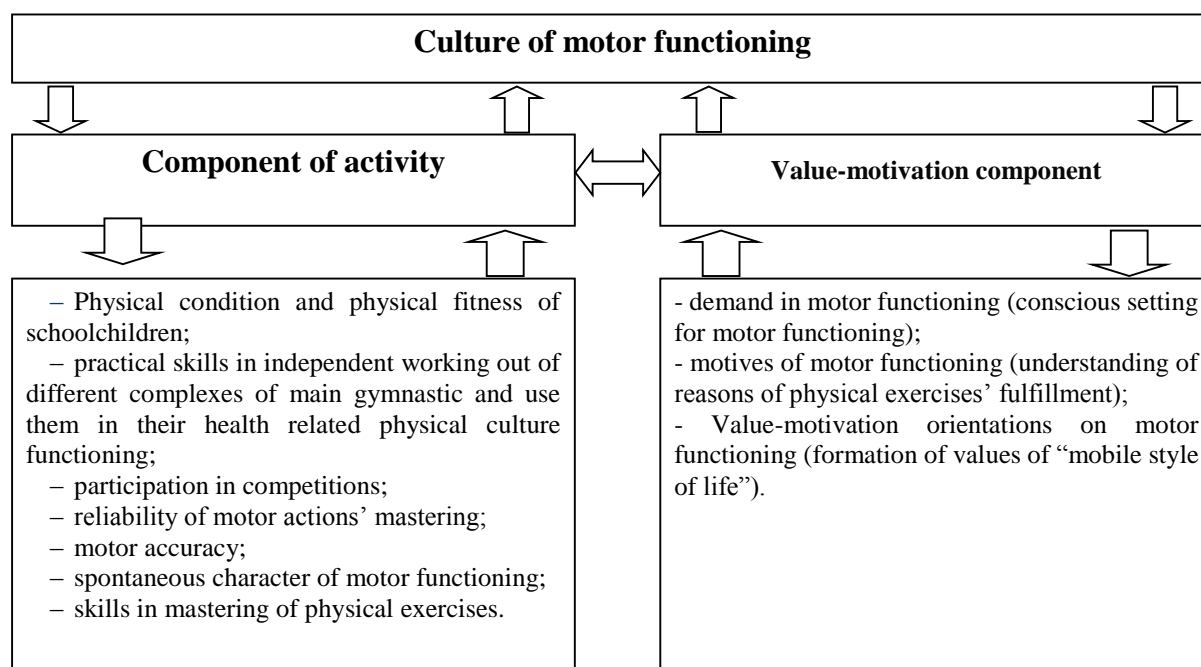 Culture of motor functioning
Component of activity
Value-motivation component
– Physical condition and physical fitness of
schoolchildren;
– practical skills in independent working out of
different complexes of main gymnastic and use
them in their health related physical culture
functioning;
– participation in competitions;
– reliability of motor actions’ mastering;
– motor accuracy;
– spontaneous character of motor functioning;
– skills in mastering of physical exercises.
- demand in motor functioning (conscious setting
for motor functioning);
- motives of motor functioning (understanding of
reasons of physical exercises’ fulfillment);
- Value-motivation orientations on motor
functioning (formation of values of “mobile style
of life”).